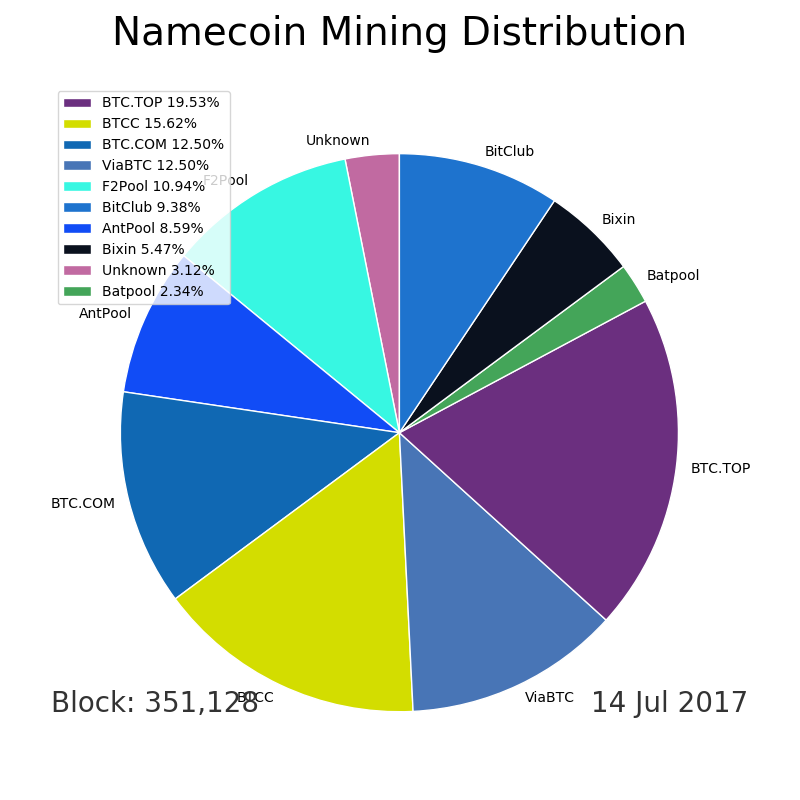 Namecoin Mining Distribution
BTC.TOP 19.53%
BTCC 15.62%
BTC.COM 12.50%
ViaBTC 12.50%
F2Pool 10.94%
BitClub 9.38%
AntPool 8.59%
Bixin 5.47%
Unknown 3.12%
Batpool 2.34%
Unknown
BitClub
F2Pool
Bixin
Batpool
AntPool
BTC.TOP
BTC.COM
BTCC
ViaBTC
Block: 351,128
14 Jul 2017